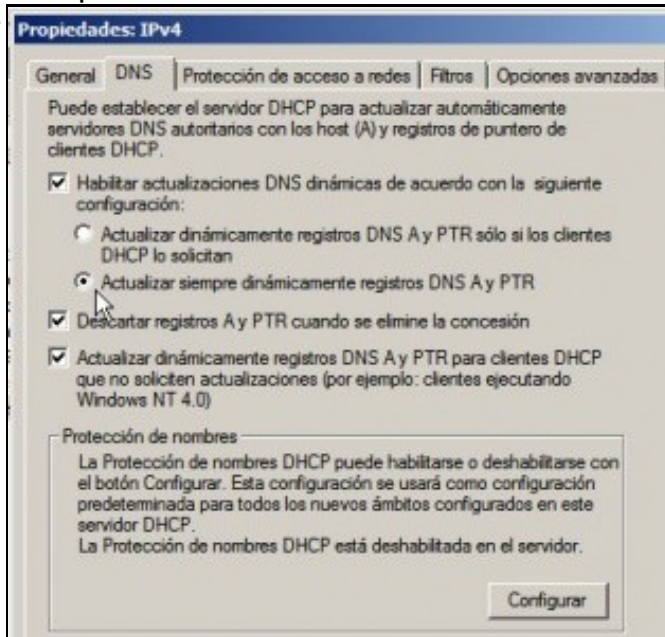 Propiedades: IPv4
General DNS Protección de acceso a redes Filtros Opciones avanzadas
Puede establecer el servidor DHCP para actualizar automáticamente
servidores DNS autoritarios con los host (A) y registros de puntero de
clientes DHCP.
Habilitar actualizaciones DNS dinámicas de acuerdo con la siguiente
configuración:
Actualizar dinámicamente registros DNS A y PTR sólo si los clientes
DHCP lo solicitan
Actualizar siempre dinámicamente registros DNS A y PTR
Descartar registros A y PTR cuando se elimine la concesión
Actualizar dinámicamente registros DNS A y PTR para clientes DHCP
que no soliciten actualizaciones (por ejemplo: clientes ejecutando
Windows NT 4.0)
Protección de nombres
La Protección de nombres DHCP puede habilitarse o deshabilitarse con
el botón Configurar. Esta configuración se usará como configuración
predeterminada para todos los nuevos ámbitos configurados en este
servidor DHCP.
La Protección de nombres DHCP está deshabilitada en el servidor.
Configurar